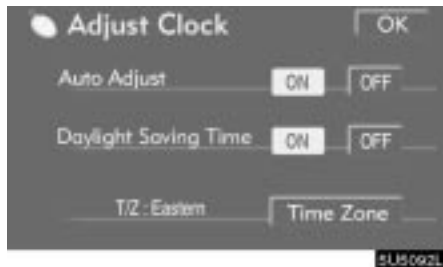 Adjust Clock OK
Auto Adjust ON OFF
Daylight Saving Time ON OFF
T/Z : Eastern Time Zone
5U5092L